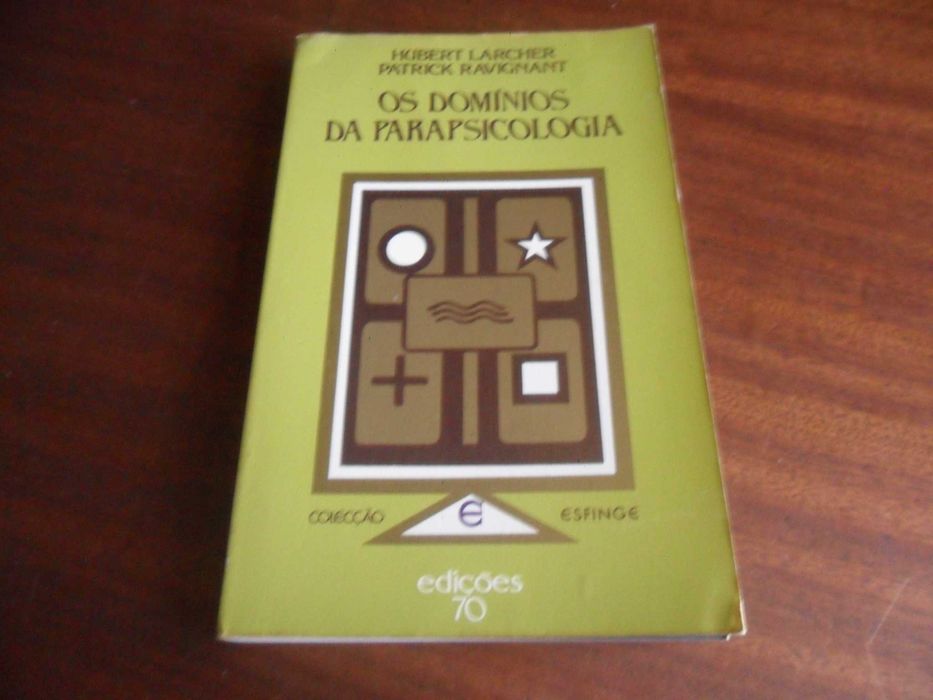 HUBERT LARCHER
PATRICK RAVIGNANT
OS DOMÍNIOS
DA PARAPSICOLOGIA
COLECÇÃO
E
ESFINGE
edições
70